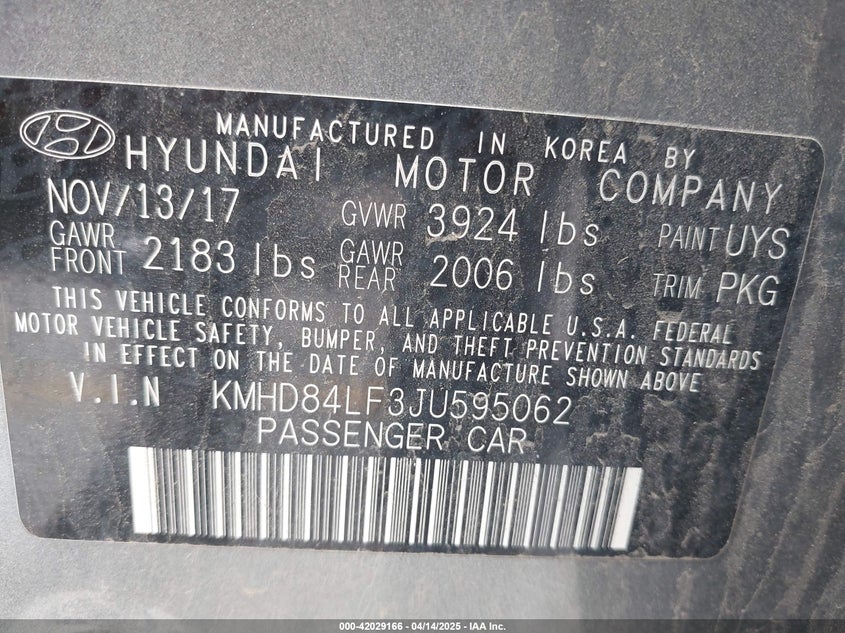 MANUFACTURED IN KOREA BY
HYUNDAI MOTOR COMPANY
NOV/13/17 GVWR 3924 lbs PAINT UYS
GAWR FRONT 2183 lbs GAWR REAR 2006 lbs TRIM PKG
THIS VEHICLE CONFORMS TO ALL APPLICABLE U.S.A. FEDERAL
MOTOR VEHICLE SAFETY, BUMPER, AND THEFT PREVENTION STANDARDS
IN EFFECT ON THE DATE OF MANUFACTURE SHOWN ABOVE
V.I.N KMHD84LF3JU595062
PASSENGER CAR
000-42029166 - 04/14/2025 - IAA Inc.